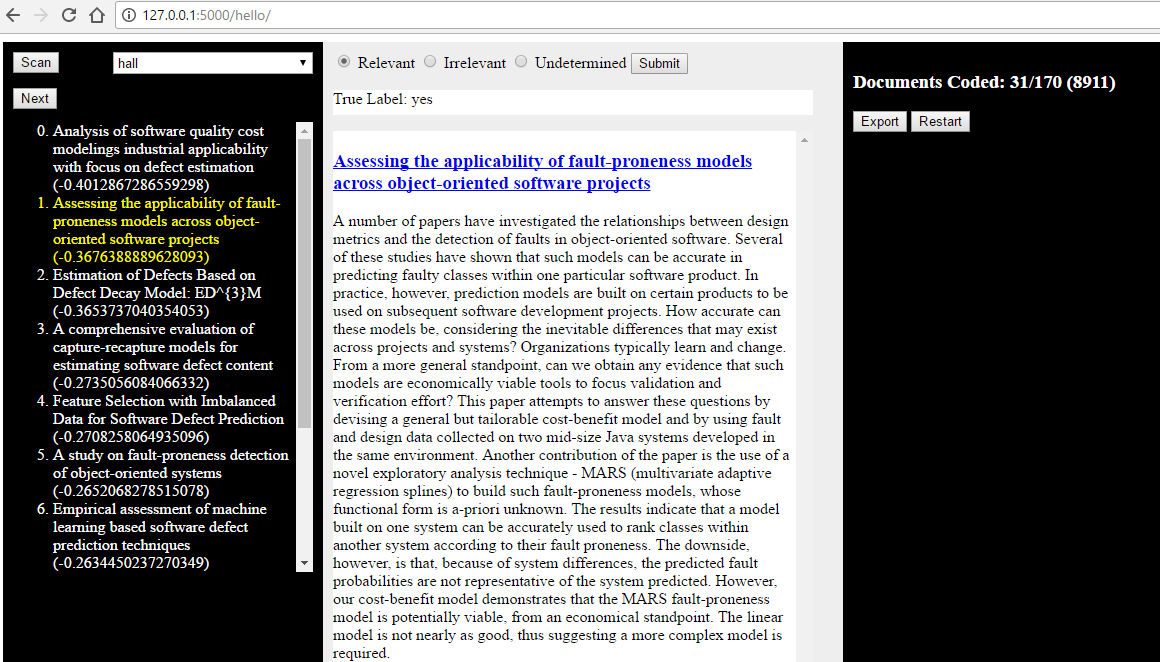 127.0.0.1:5000/hello/
Scan
hall
Next
0. Analysis of software quality cost
modelings industrial applicability
with focus on defect estimation
(-0.4012867286559298)
1. Assessing the applicability of fault-
proneness models across object-
oriented software projects
(-0.3676388889628093)
2. Estimation of Defects Based on
Defect Decay Model: ED^{3}M
(-0.3653737040354053)
3. A comprehensive evaluation of
capture-recapture models for
estimating software defect content
(-0.2735056084066332)
4. Feature Selection with Imbalanced
Data for Software Defect Prediction
(-0.2708258064935096)
5. A study on fault-proneness detection
of object-oriented systems
(-0.2652068278515078)
6. Empirical assessment of machine
learning based software defect
prediction techniques
(-0.2634450237270349)
Relevant Irrelevant Undetermined Submit
True Label: yes
Assessing the applicability of fault-proneness models
across object-oriented software projects
A number of papers have investigated the relationships between design
metrics and the detection of faults in object-oriented software. Several
of these studies have shown that such models can be accurate in
predicting faulty classes within one particular software product. In
practice, however, prediction models are built on certain products to be
used on subsequent software development projects. How accurate can
these models be, considering the inevitable differences that may exist
across projects and systems? Organizations typically learn and change.
From a more general standpoint, can we obtain any evidence that such
models are economically viable tools to focus validation and
verification effort? This paper attempts to answer these questions by
devising a general but tailorable cost-benefit model and by using fault
and design data collected on two mid-size Java systems developed in
the same environment. Another contribution of the paper is the use of a
novel exploratory analysis technique - MARS (multivariate adaptive
regression splines) to build such fault-proneness models, whose
functional form is a-priori unknown. The results indicate that a model
built on one system can be accurately used to rank classes within
another system according to their fault proneness. The downside,
however, is that, because of system differences, the predicted fault
probabilities are not representative of the system predicted. However,
our cost-benefit model demonstrates that the MARS fault-proneness
model is potentially viable, from an economical standpoint. The linear
model is not nearly as good, thus suggesting a more complex model is
required.
Documents Coded: 31/170 (8911)
Export Restart